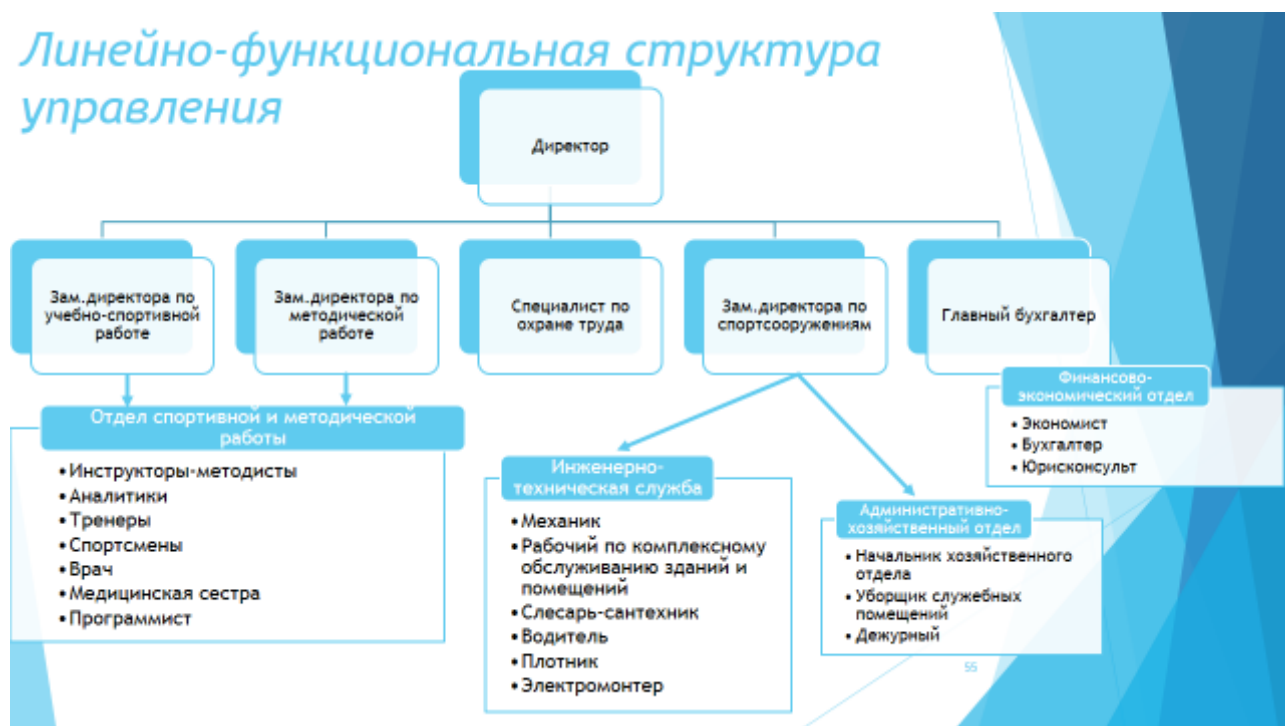 Линейно-функциональная структура
управления
Директор
Зам.директора по
учебно-спортивной
работе
Зам.директора по
методической
работе
Специалист по
охране труда
Зам.директора по
спортсооружениям
Главный бухгалтер
Отдел спортивной и методической
работы
•Инструкторы-методисты
•Аналитики
•Тренеры
•Спортсмены
•Врач
•Медицинская сестра
•Программист
Инженерно-
техническая служба
•Механик
•Рабочий по комплексному
обслуживанию зданий и
помещений
•Слесарь-сантехник
•Водитель
•Плотник
•Электромонтер
Административно-
хозяйственный отдел
• Начальник хозяйственного
отдела
• Уборщик служебных
помещений
• Дежурный
Финансово-
экономический отдел
• Экономист
• Бухгалтер
• Юрисконсульт
55